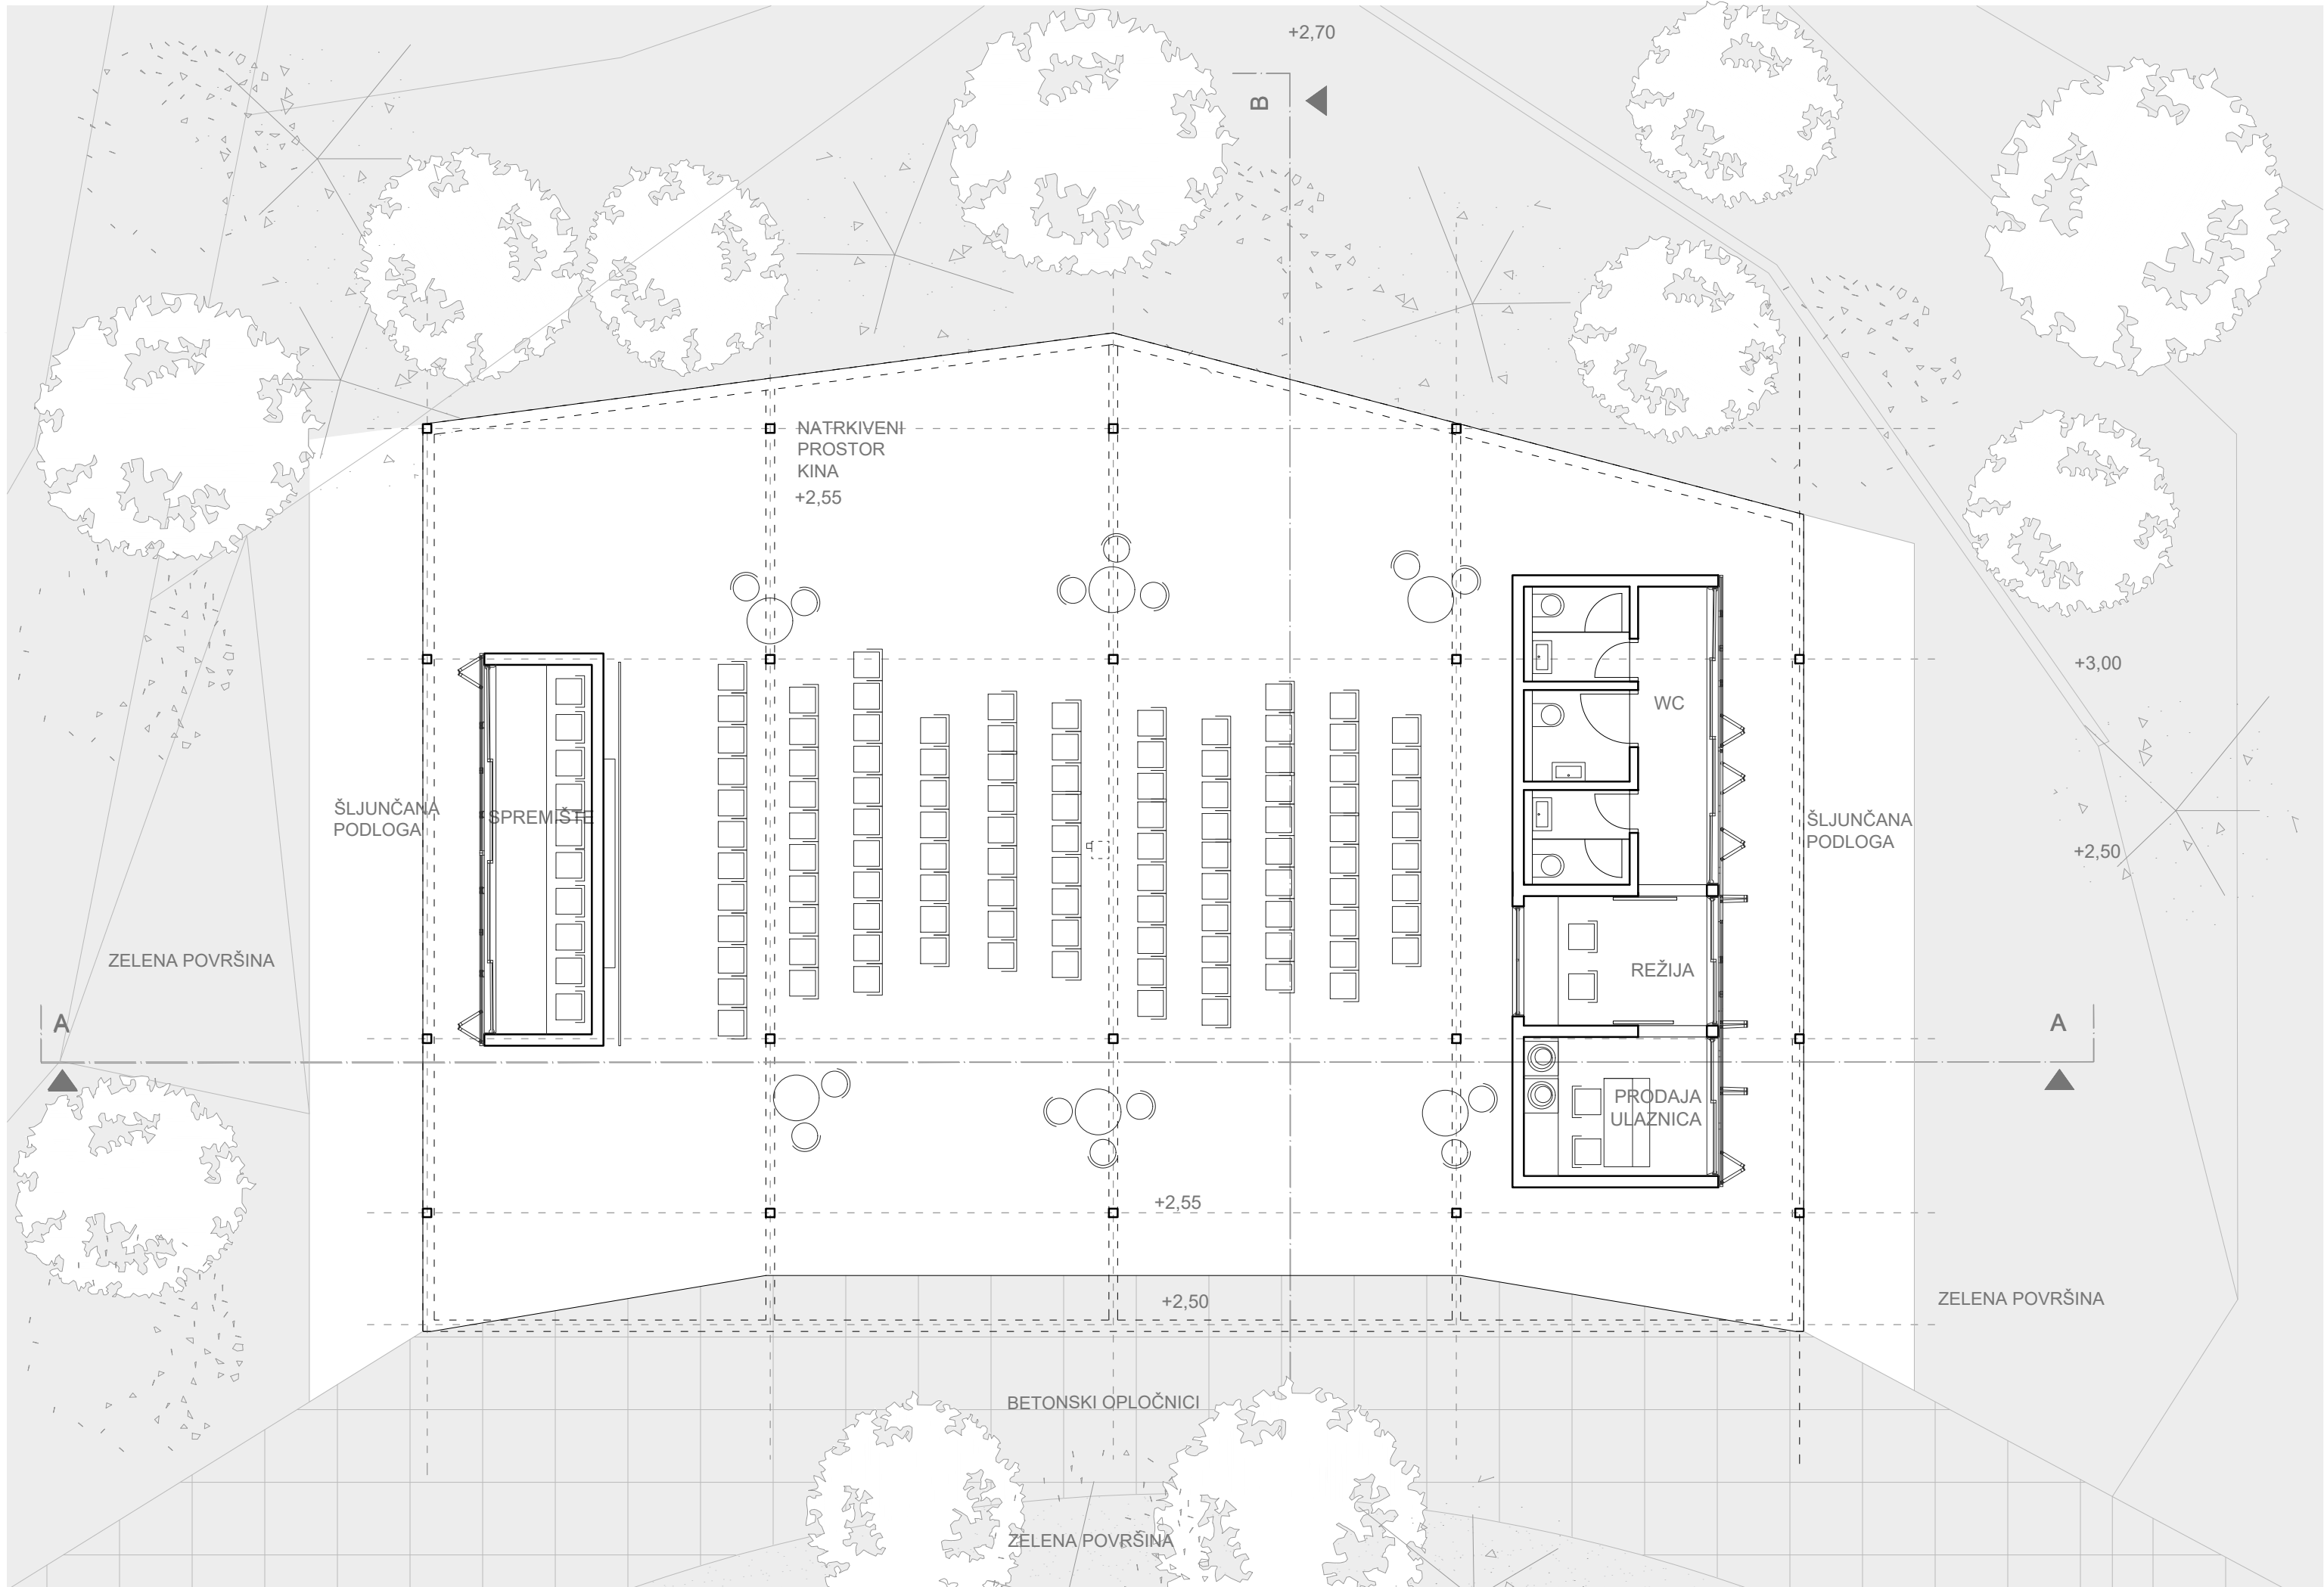 +2,70
B
NATRKIVENI
PROSTOR
KINA
+2,55
+3,00
WC
ŠLJUNČANA
PODLOGA
SPREMIŠTE
ŠLJUNČANA
PODLOGA
+2,50
ZELENA POVRŠINA
REŽIJA
A
A
PRODAJA
ULAZNICA
+2,55
+2,50
ZELENA POVRŠINA
BETONSKI OPLOČNICI
ZELENA POVRŠINA